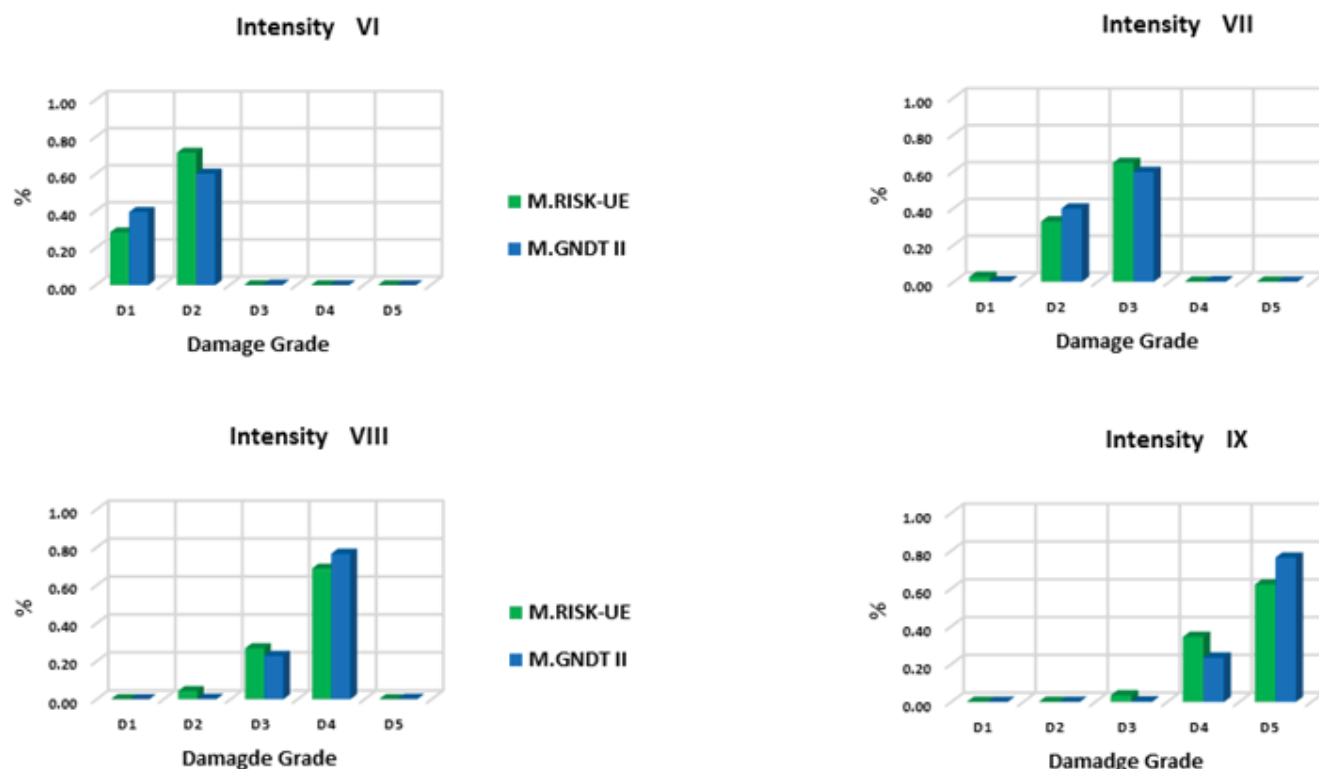 Intensity VI
1.00
0.80
0.60
0.40
0.20
0.00
%
D1 D2 D3 D4 D5
Damage Grade
M.RISK-UE
M.GNDT II
Intensity VII
1.00
0.80
0.60
0.40
0.20
0.00
%
D1 D2 D3 D4 D5
Damage Grade
Intensity VIII
1.00
0.80
0.60
0.40
0.20
0.00
%
D1 D2 D3 D4 D5
Damagde Grade
M.RISK-UE
M.GNDT II
Intensity IX
1.00
0.80
0.60
0.40
0.20
0.00
%
D1 D2 D3 D4 D5
Damadge Grade